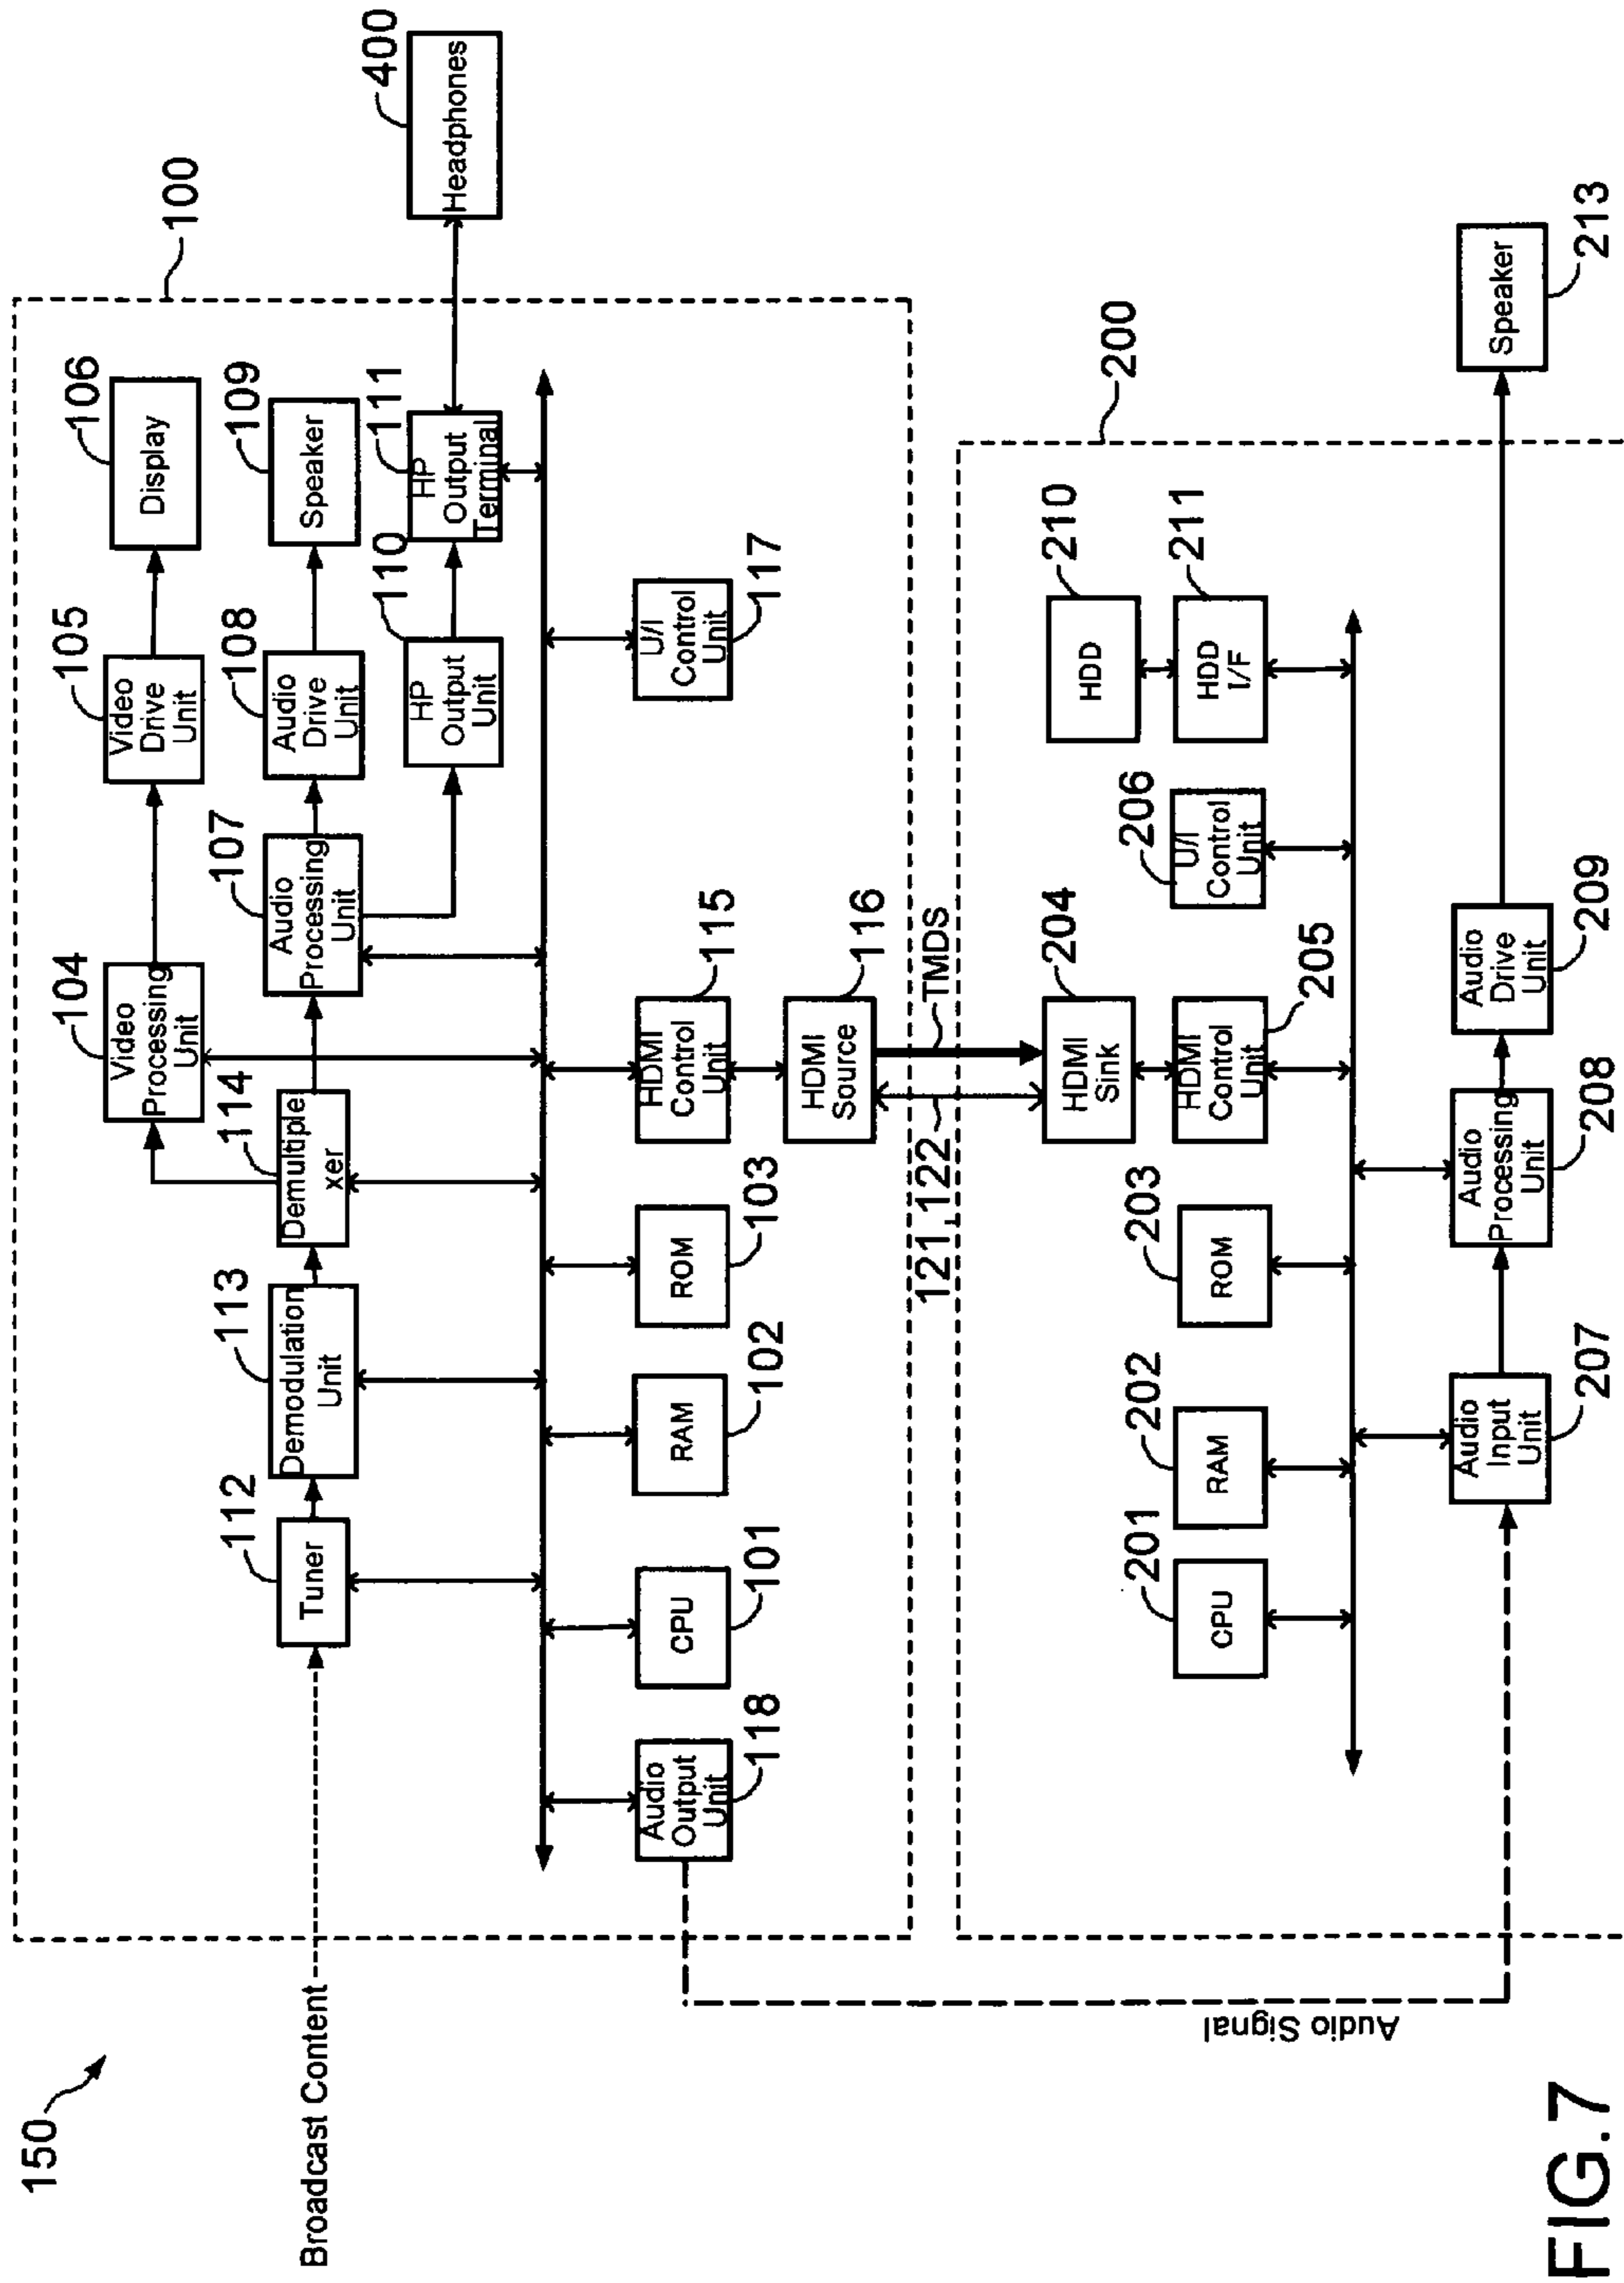 150
Broadcast Content
100
112
Tuner
113
Demodulation
Unit
114
Demultiple
xer
104
Video
Processing
Unit
105
Video
Drive
Unit
106
Display
107
Audio
Processing
Unit
108
Audio
Drive
Unit
109
Speaker
110
HP
Output
Unit
111
HP
Output
Terminal
400
Headphones
Audio
Output
Unit
118
CPU
101
RAM
102
ROM
103
HDMI
Control
Unit
115
HDMI
Source
116
U/I
Control
Unit
117
121,122
TMDS
200
HDMI
Sink
204
201
CPU
202
RAM
203
ROM
HDMI
Control
Unit
205
206
U/I
Control
Unit
HDD
210
HDD
I/F
211
Audio Signal
Audio
Input
Unit
207
Audio
Processing
Unit
208
Audio
Drive
Unit
209
Speaker
213
FIG.7